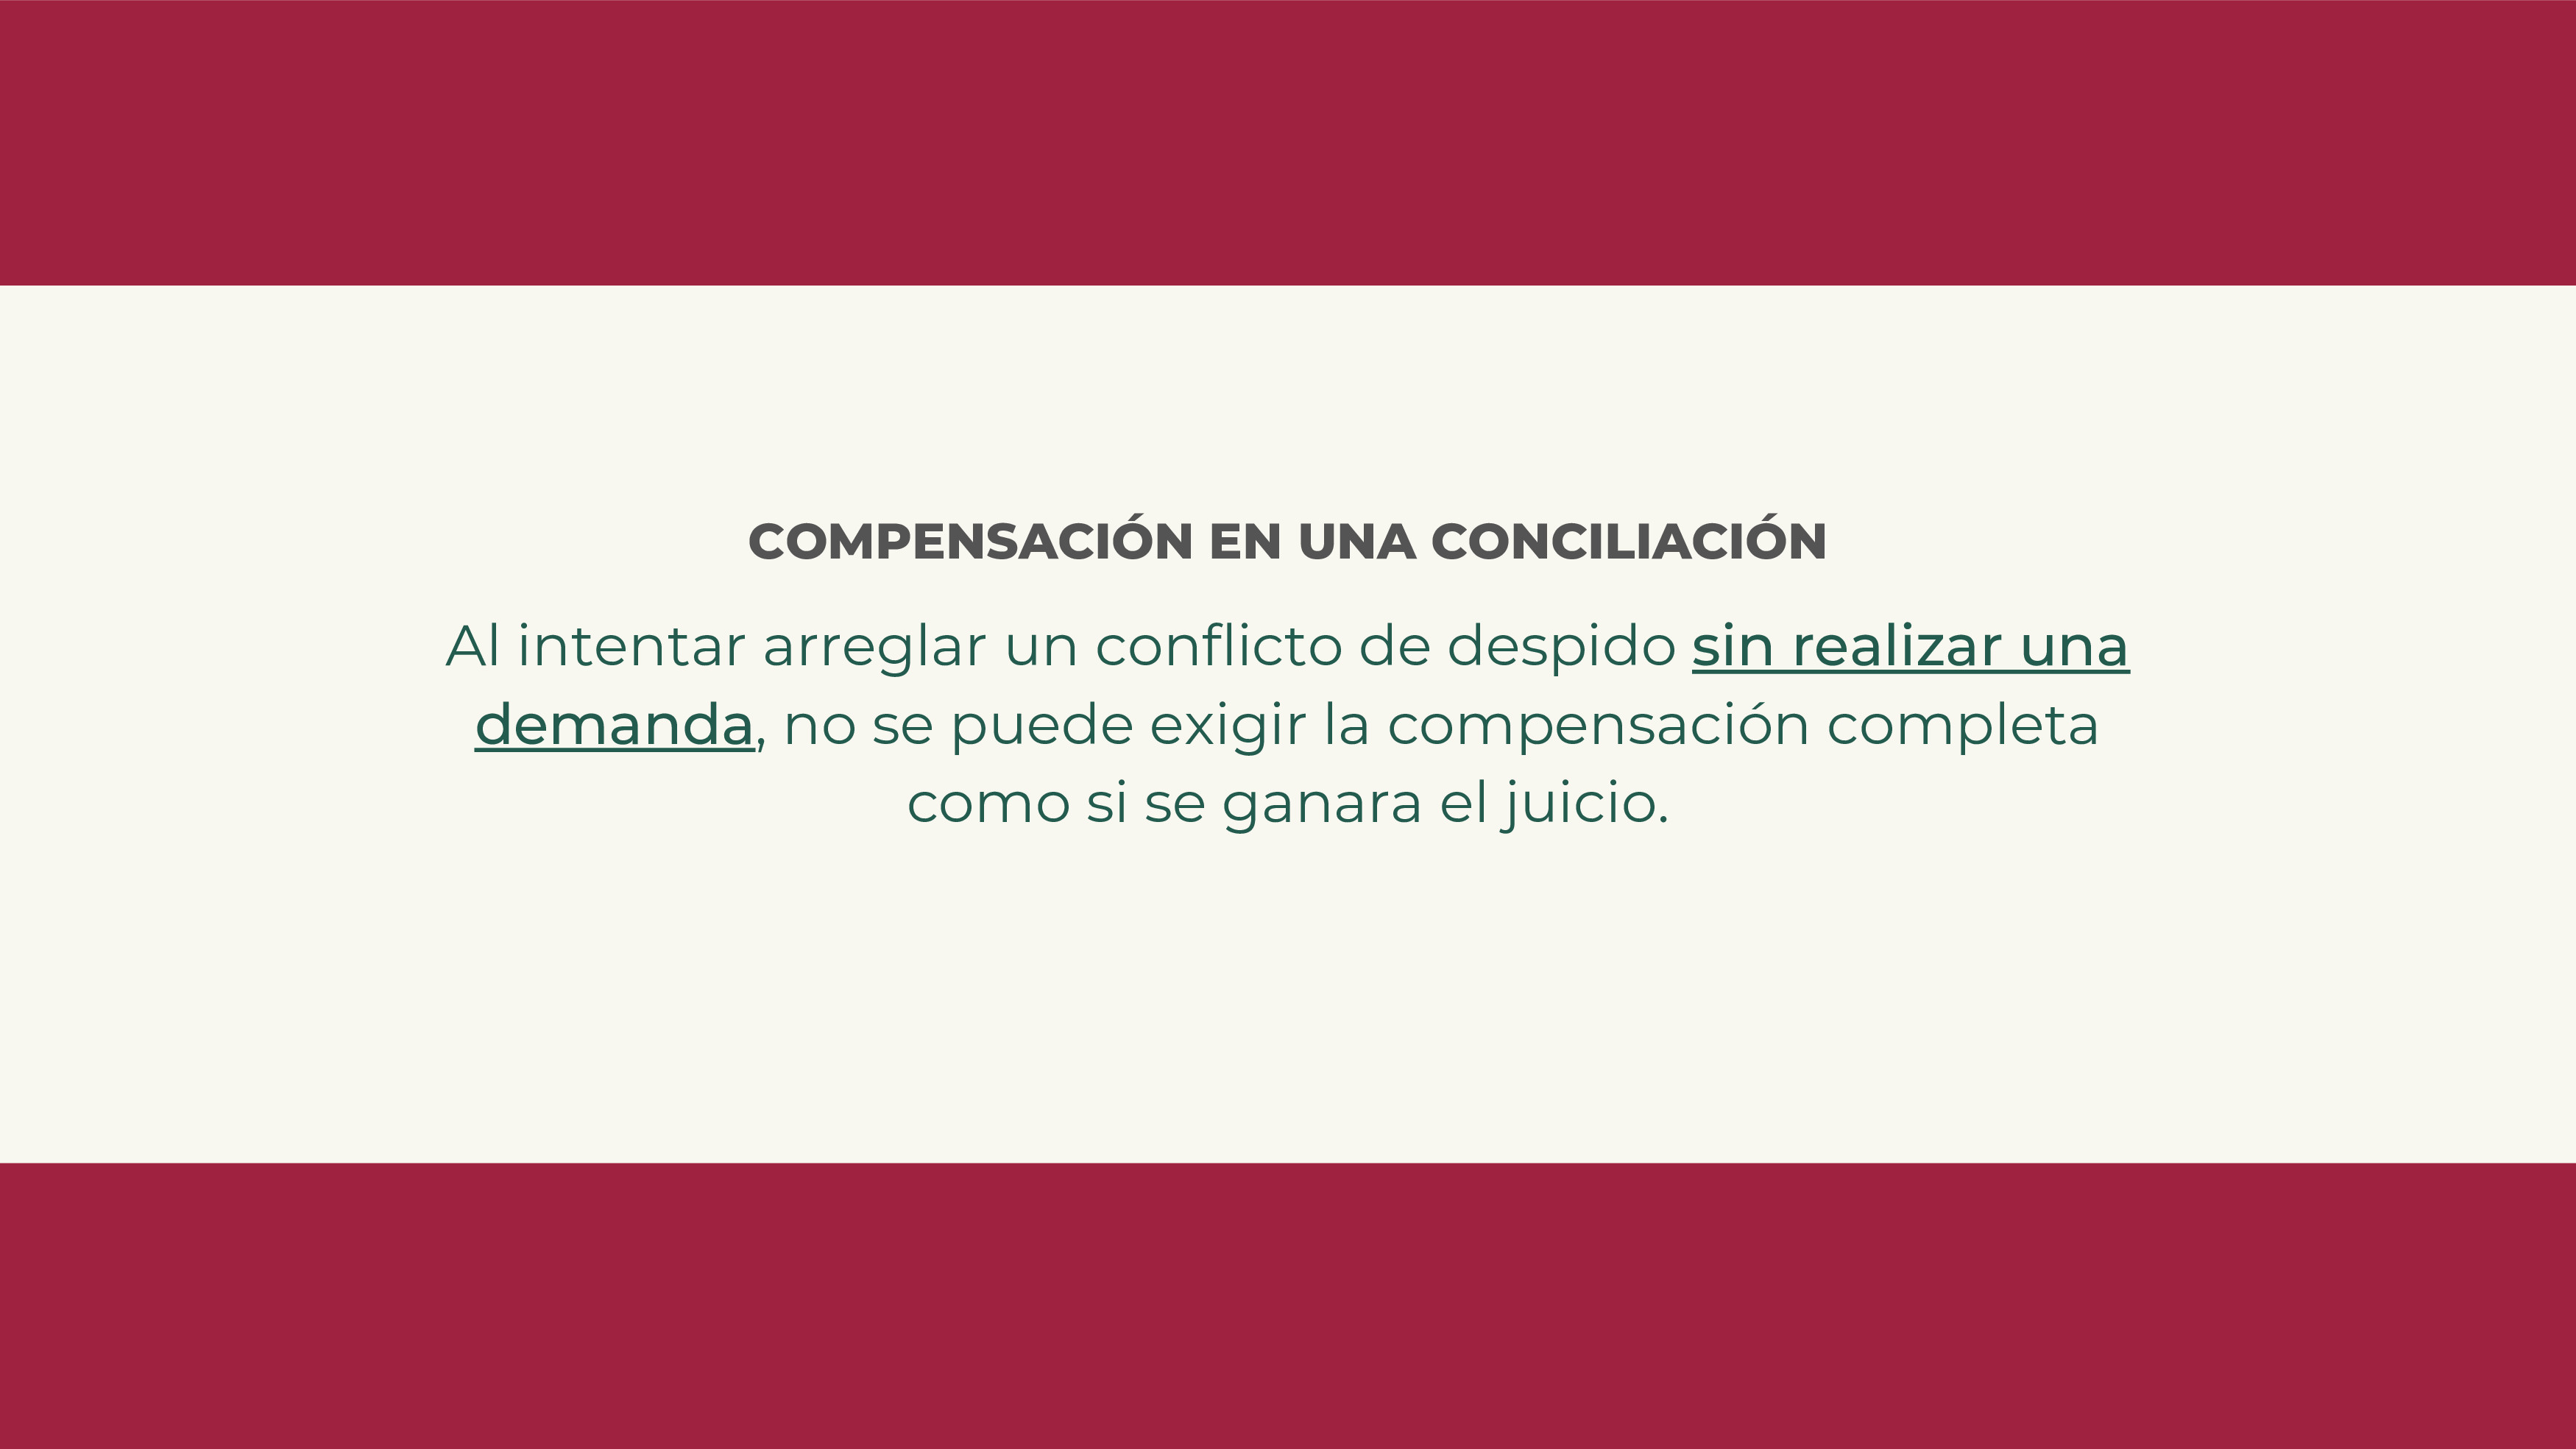 COMPENSACIÓN EN UNA CONCILIACIÓN
Al intentar arreglar un conflicto de despido sin realizar una
demanda, no se puede exigir la compensación completa
como si se ganara el juicio.